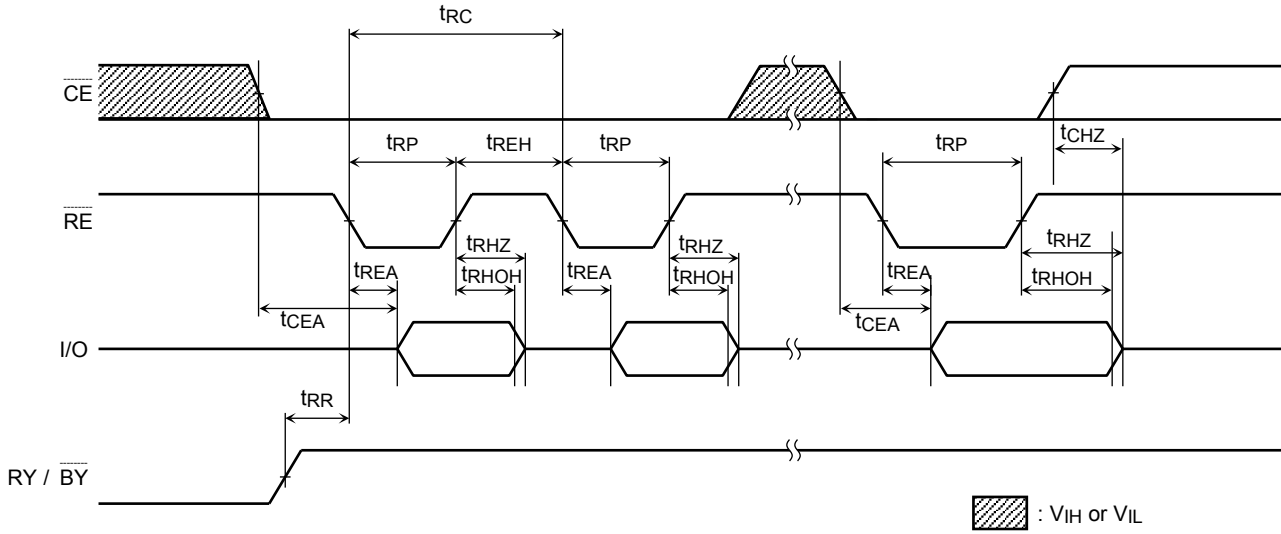 tRC
CE
tRP tREH tRP tRP tCHZ
RE
tRHZ tRHZ tRHZ
tREA tRHOH tREA tRHOH tREA tRHOH
tCEA tCEA
I/O
tRR
RY / BY
: VIH or VIL